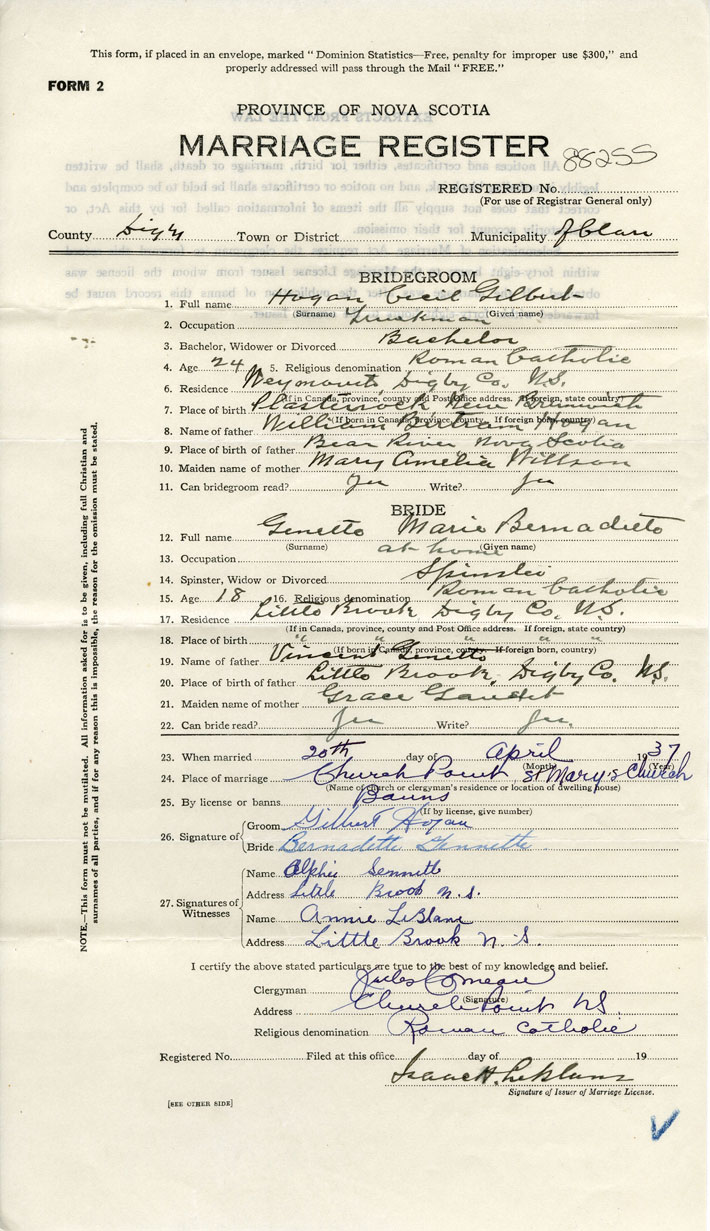 This form, if placed in an envelope, marked "Dominion Statistics—Free, penalty for improper use $300," and
properly addressed will pass through the Mail "FREE."
FORM 2
PROVINCE OF NOVA SCOTIA
MARRIAGE REGISTER
88255
REGISTERED No.
(For use of Registrar General only)
County Digby Town or District Municipality of Clare
BRIDEGROOM
1. Full name Hogan Cecil Gilbert
(Surname) (Given name)
2. Occupation Truckman
3. Bachelor, Widower or Divorced Bachelor
4. Age 24 5. Religious denomination Roman Catholic
6. Residence Weymouth, Digby Co. N.S.
(If in Canada, province, county and Post Office address. If foreign, state country)
7. Place of birth Plasterrock New Brunswick
(If born in Canada, province, county. If foreign born, country)
8. Name of father William Hogan
9. Place of birth of father Bear River Nova Scotia
10. Maiden name of mother Mary Amelia Willson
11. Can bridegroom read? Yes Write? Yes
BRIDE
12. Full name Genetto Marie Bernadetto
(Surname) (Given name)
13. Occupation at home
14. Spinster, Widow or Divorced Spinster
15. Age 18 16. Religious denomination Roman Catholic
17. Residence Little Brook Digby Co. N.S.
(If in Canada, province, county and Post Office address. If foreign, state country)
18. Place of birth " " " " "
(If born in Canada, province, county. If foreign born, country)
19. Name of father Vincent Genetto
20. Place of birth of father Little Brook, Digby Co. N.S.
21. Maiden name of mother Grace Gaudet
22. Can bride read? Yes Write? Yes.
23. When married 20th day of April 1937
(Month) (Year)
24. Place of marriage Church Point St Mary's Church
(Name of church or clergyman's residence or location of dwelling house)
25. By license or banns Banns
(If by license, give number)
26. Signature of
Groom Gilbert Hogan
Bride Bernadette Gennette
27. Signatures of Witnesses
Name Alphie Sennett
Address Little Brook N.S.
Name Annie LeBlanc
Address Little Brook N.S.
I certify the above stated particulars are true to the best of my knowledge and belief.
Clergyman Jules Comeau
(Signature)
Address Church Point NS
Religious denomination Roman Catholic
Registered No. Filed at this office day of 19
Isaac H. LeBlanc
Signature of Issuer of Marriage License.
[SEE OTHER SIDE]
NOTE.—This form must not be mutilated. All information asked for is to be given, including full Christian and
surnames of all parties, and if for any reason this is impossible, the reason for the omission must be stated.